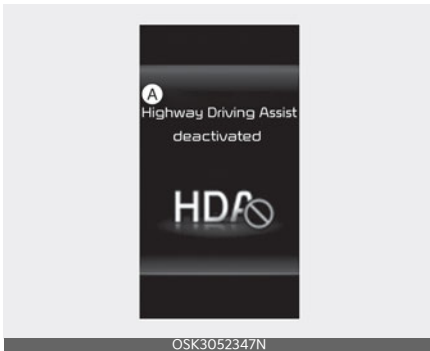 A
Highway Driving Assist
deactivated
HDA
OSK3052347N